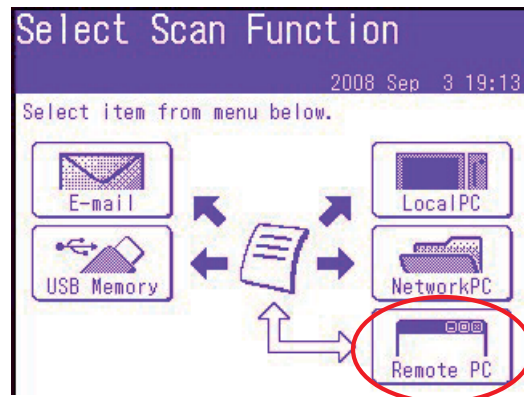 Select Scan Function
2008 Sep 3 19:13
Select item from menu below.
E-mail
LocalPC
USB Memory
NetworkPC
Remote PC